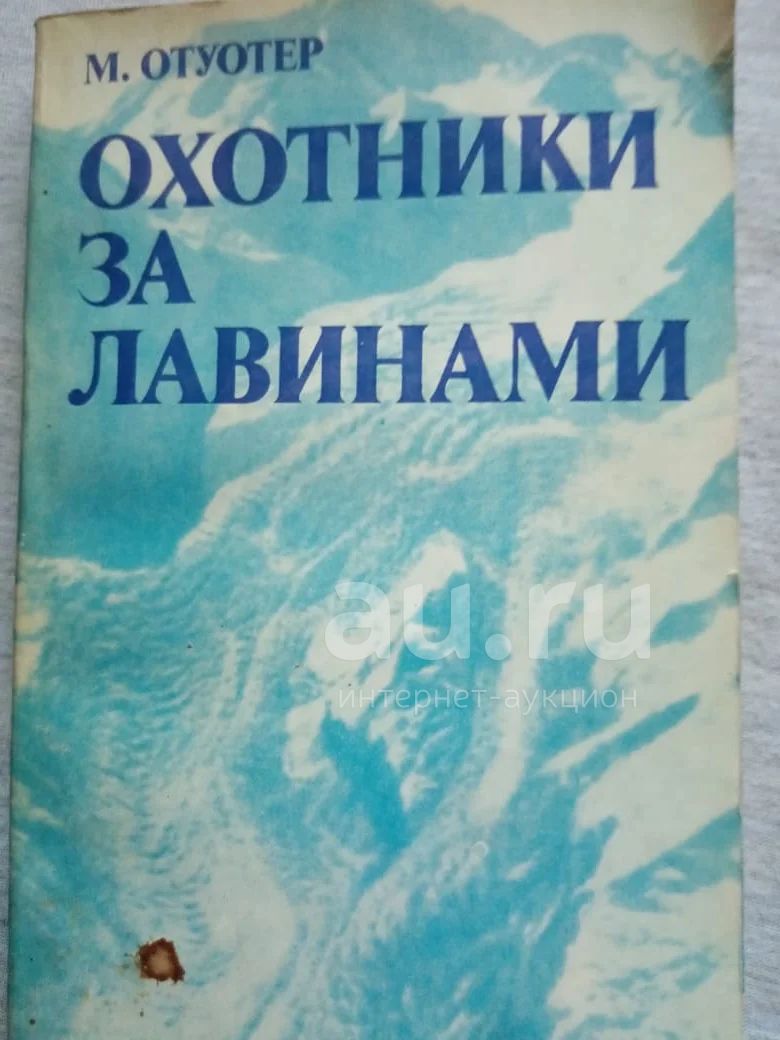 М. ОТУОТЕР
ОХОТНИКИ
ЗА
ЛАВИНАМИ
au.ru
интернет-аукцион